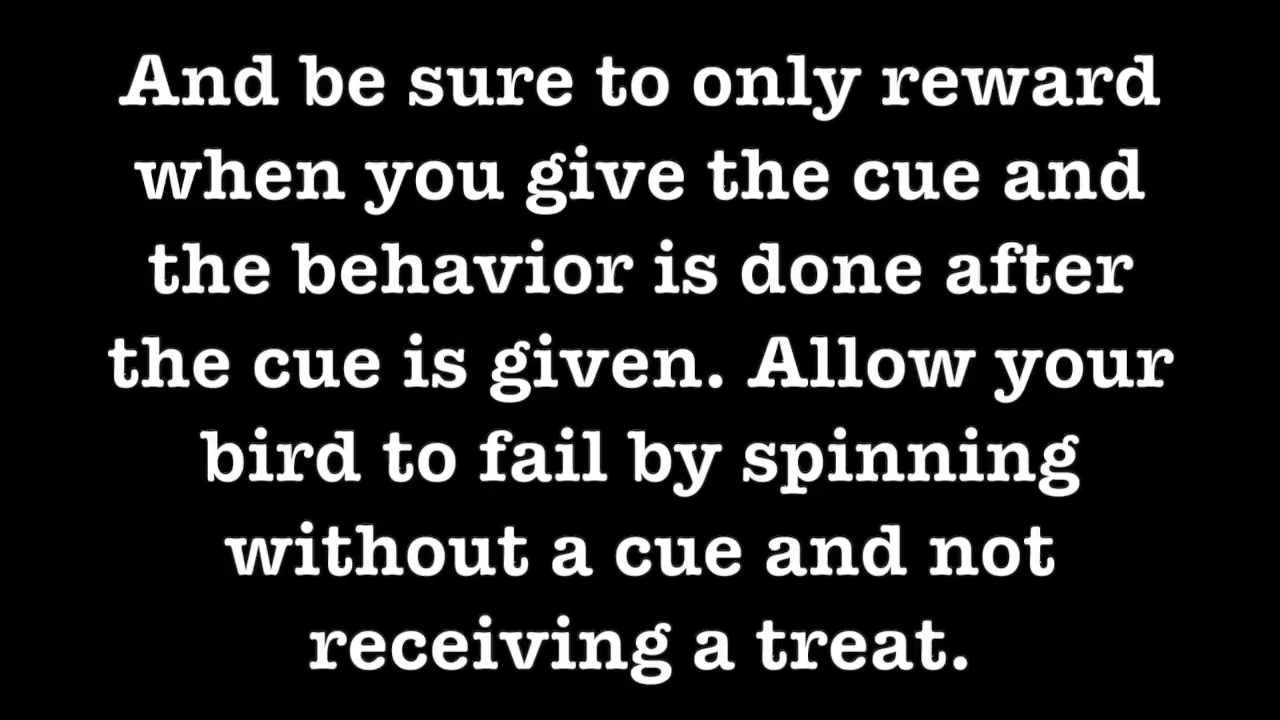 And be sure to only reward
when you give the cue and
the behavior is done after
the cue is given. Allow your
bird to fail by spinning
without a cue and not
receiving a treat.